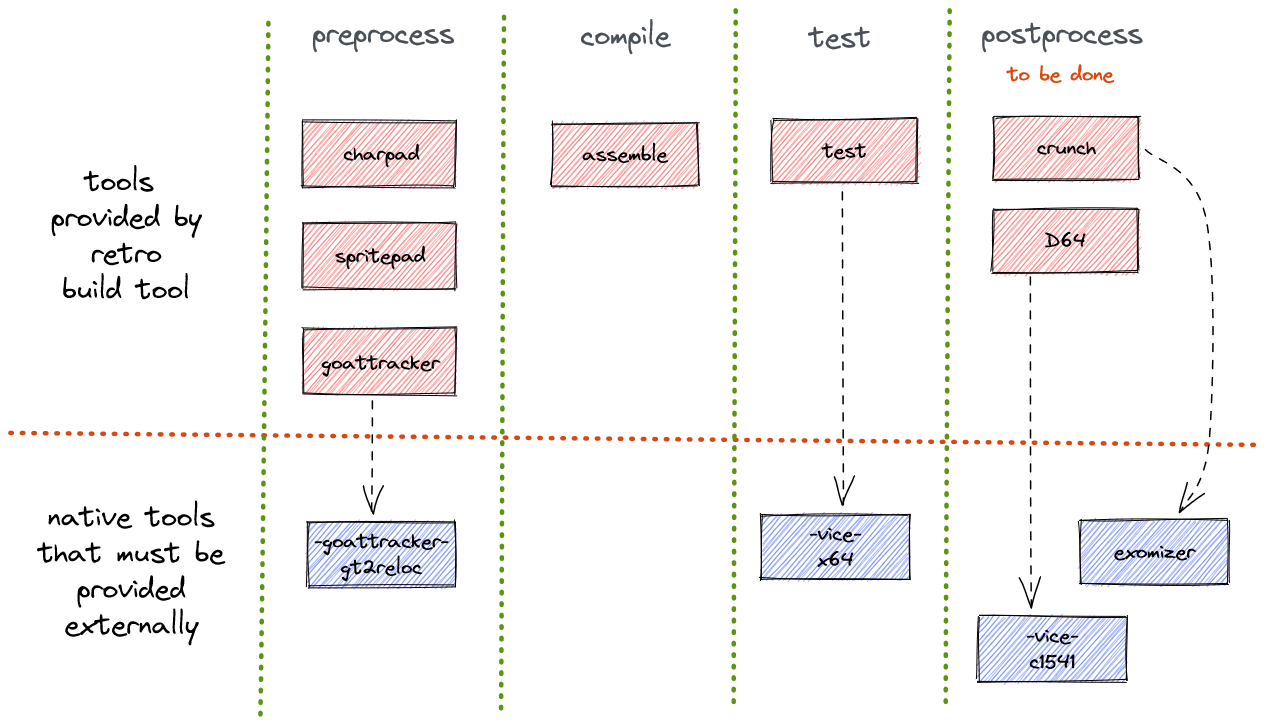 preprocess
compile
test
postprocess
to be done
tools
provided by
retro
build tool
charpad
assemble
test
crunch
spritepad
D64
goattracker
native tools
that must be
provided
externally
-goattracker-
gt2reloc
-vice-
x64
exomizer
-vice-
c1541